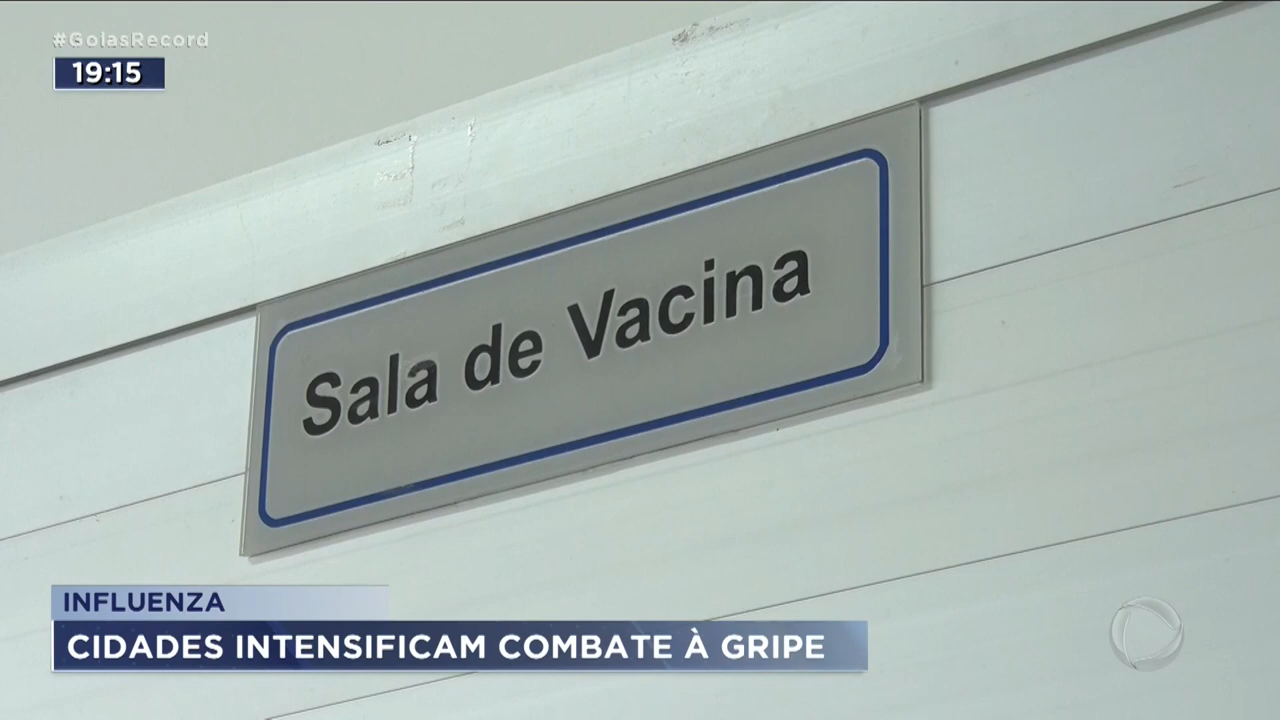 #GolasRecord
19:15
Sala de Vacina
INFLUENZA
CIDADES INTENSIFICAM COMBATE À GRIPE